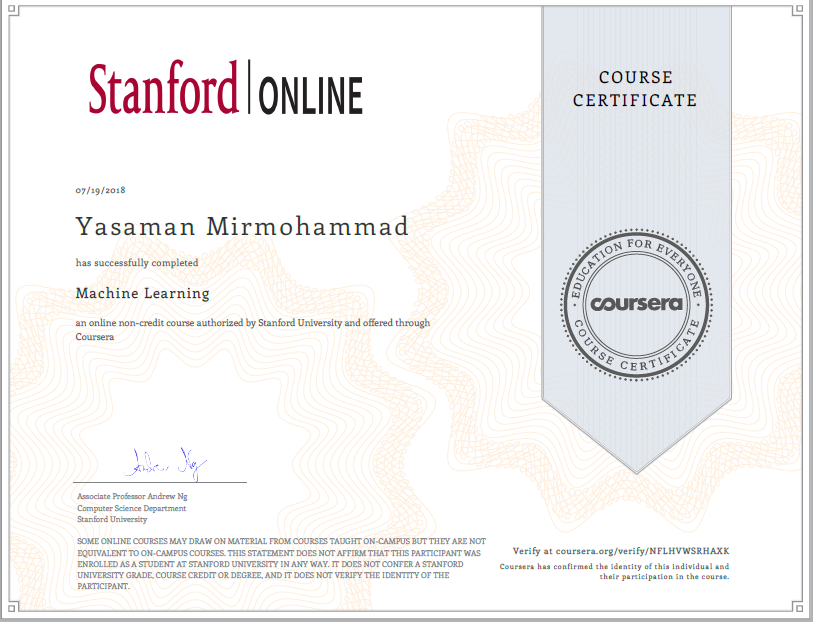 Stanford | ONLINE
COURSE
CERTIFICATE
07/19/2018
Yasaman Mirmohammad
has successfully completed
Machine Learning
an online non-credit course authorized by Stanford University and offered through
Coursera
EDUCATION FOR EVERYONE
coursera
COURSE CERTIFICATE
Andrew Ng
Associate Professor Andrew Ng
Computer Science Department
Stanford University
SOME ONLINE COURSES MAY DRAW ON MATERIAL FROM COURSES TAUGHT ON-CAMPUS BUT THEY ARE NOT
EQUIVALENT TO ON-CAMPUS COURSES. THIS STATEMENT DOES NOT AFFIRM THAT THIS PARTICIPANT WAS
ENROLLED AS A STUDENT AT STANFORD UNIVERSITY IN ANY WAY. IT DOES NOT CONFER A STANFORD
UNIVERSITY GRADE, COURSE CREDIT OR DEGREE, AND IT DOES NOT VERIFY THE IDENTITY OF THE
PARTICIPANT.
Verify at coursera.org/verify/NFLHVWSRHAXK
Coursera has confirmed the identity of this individual and
their participation in the course.